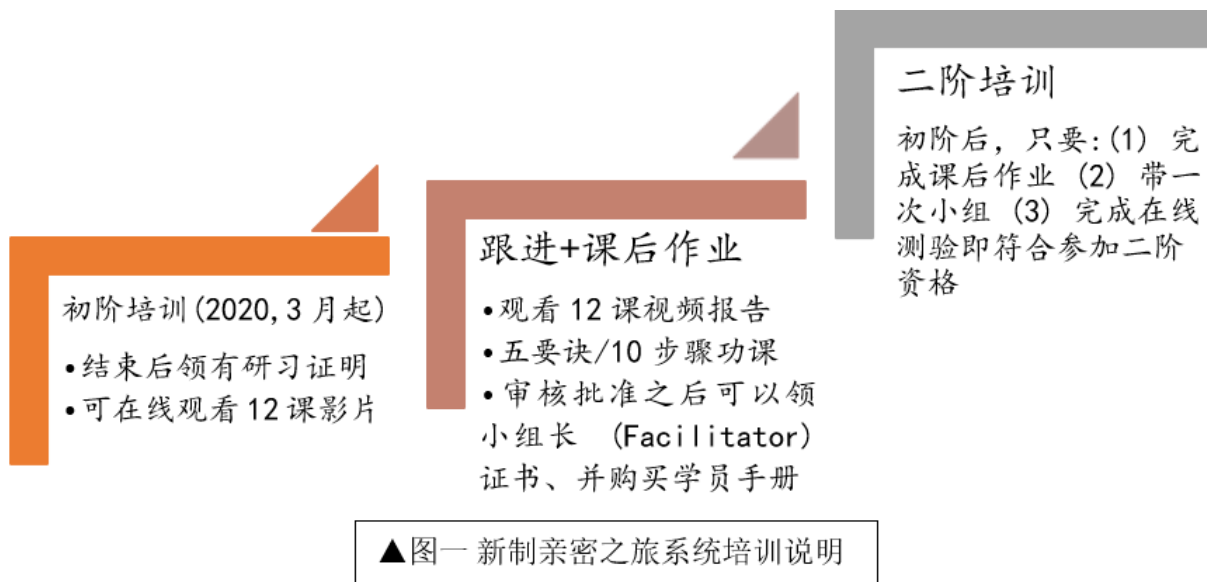 初阶培训(2020,3 月起)
•结束后领有研习证明
•可在线观看 12 课影片
跟进+课后作业
•观看 12 课视频报告
•五要诀/10 步骤功课
•审核批准之后可以领
小组长 (Facilitator)
证书、并购买学员手册
二阶培训
初阶后，只要:(1) 完
成课后作业 (2) 带一
次小组 (3) 完成在线
测验即符合参加二阶
资格
▲图一 新制亲密之旅系统培训说明